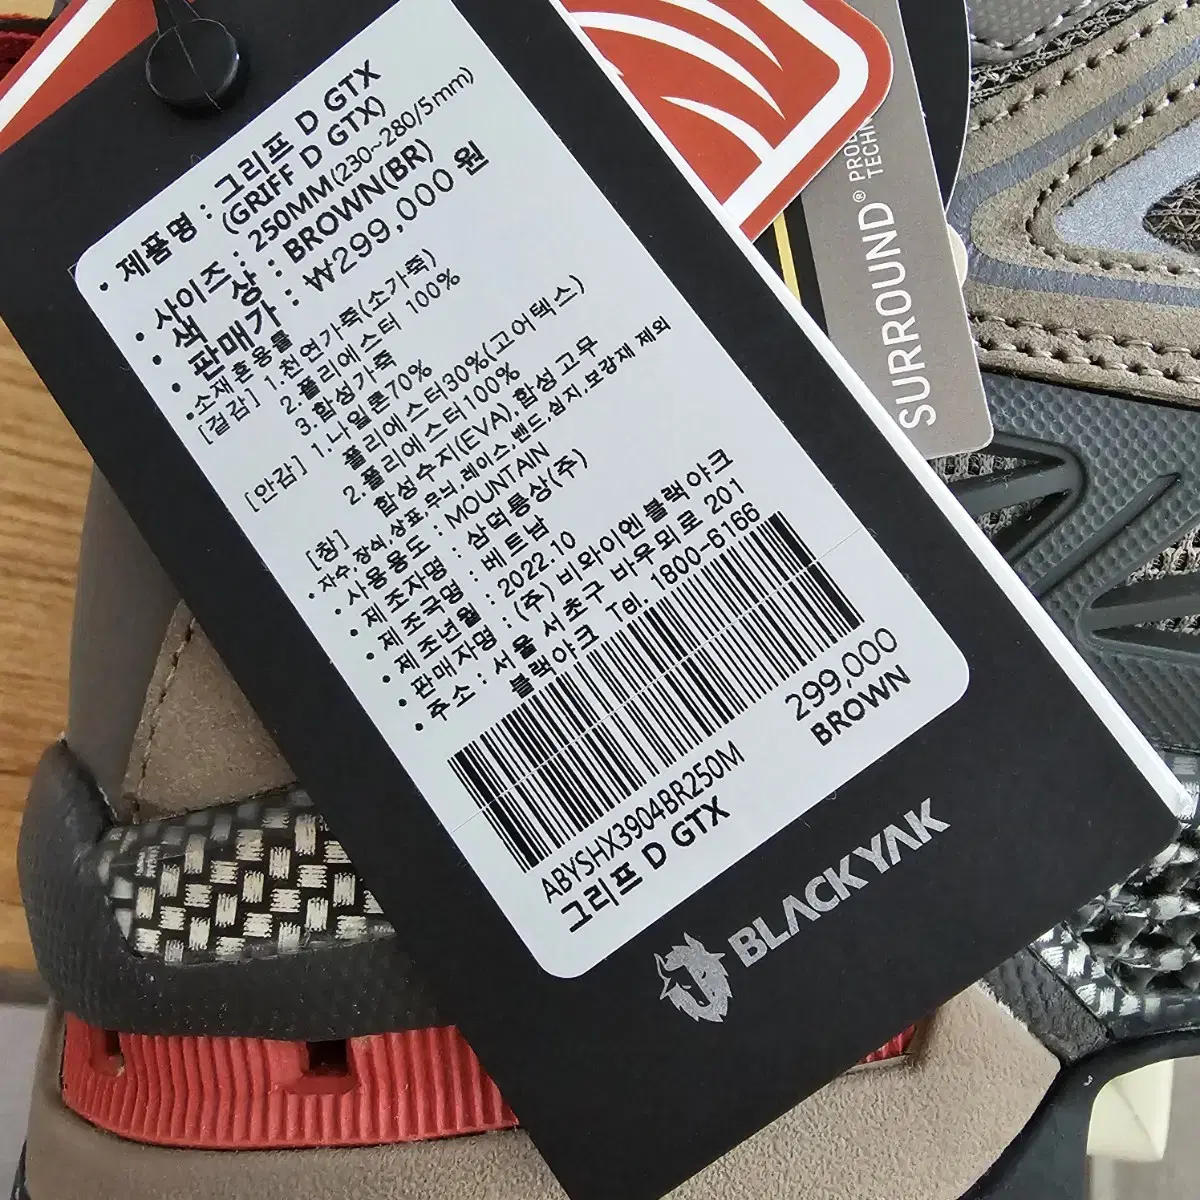 • 제품명 : 그리프 D GTX
(GRIFF D GTX)
• 사이즈 : 250MM(230~280/5mm)
• 색 상 : BROWN(BR)
• 판매가 : ₩299,000 원
•소재 혼용률
[겉감] 1.천연가죽(소가죽)
2.폴리에스터 100%
3.합성가죽
[안감] 1.나일론70%
폴리에스터30%(고어텍스)
2.폴리에스터100%
[창] 합성수지(EVA),합성 고무
•자수,장식,상표,무늬,레이스,밴드,심지,보강재 제외
• 사용용도 : MOUNTAIN
• 제조자명 : 삼덕통상(주)
• 제조국명 : 베트남
• 제조년월 : 2022.10
• 판매자명 : (주) 비와이엔 블랙 야크
• 주소 : 서울 서초구 바우뫼로 201
블랙야크 Tel. 1800-6166
299,000
BROWN
ABYSHX3904BR250M
그리프 D GTX
BLACKYAK
SURROUND®